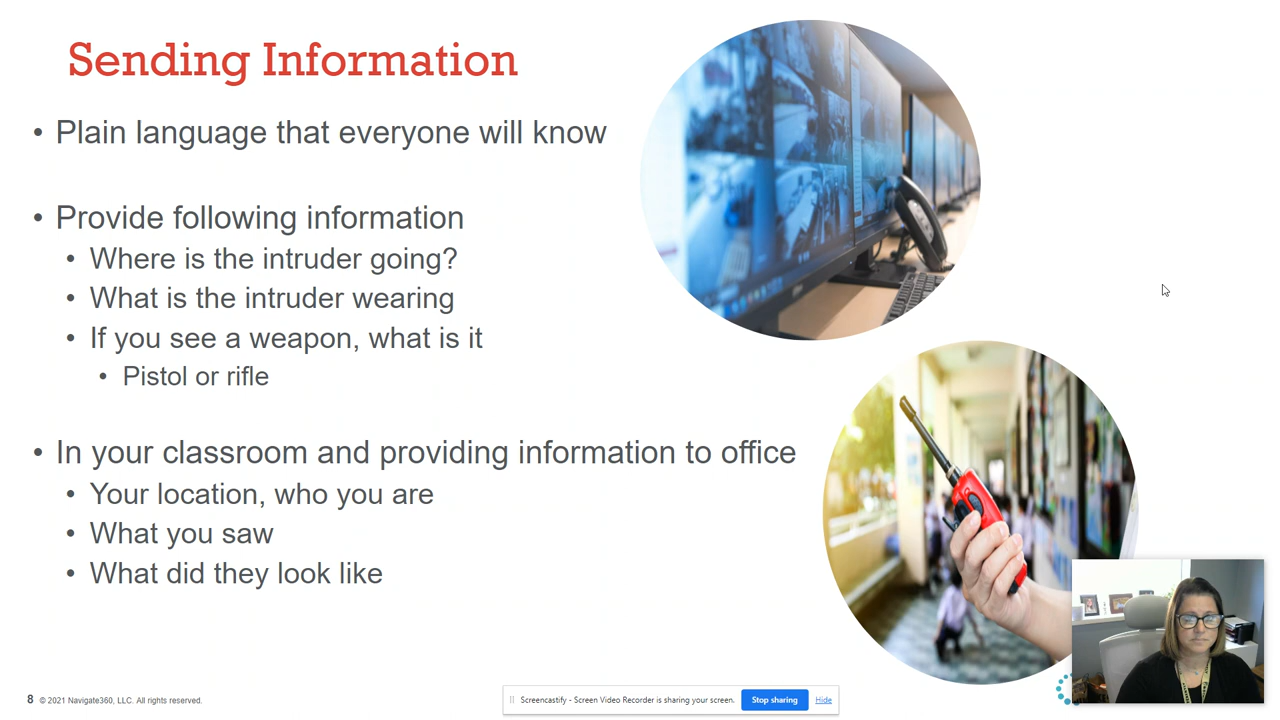 Sending Information
• Plain language that everyone will know
• Provide following information
• Where is the intruder going?
• What is the intruder wearing
• If you see a weapon, what is it
• Pistol or rifle
• In your classroom and providing information to office
• Your location, who you are
• What you saw
• What did they look like
8 © 2021 Navigate360, LLC. All rights reserved.
Screencastify - Screen Video Recorder is sharing your screen. Stop sharing Hide